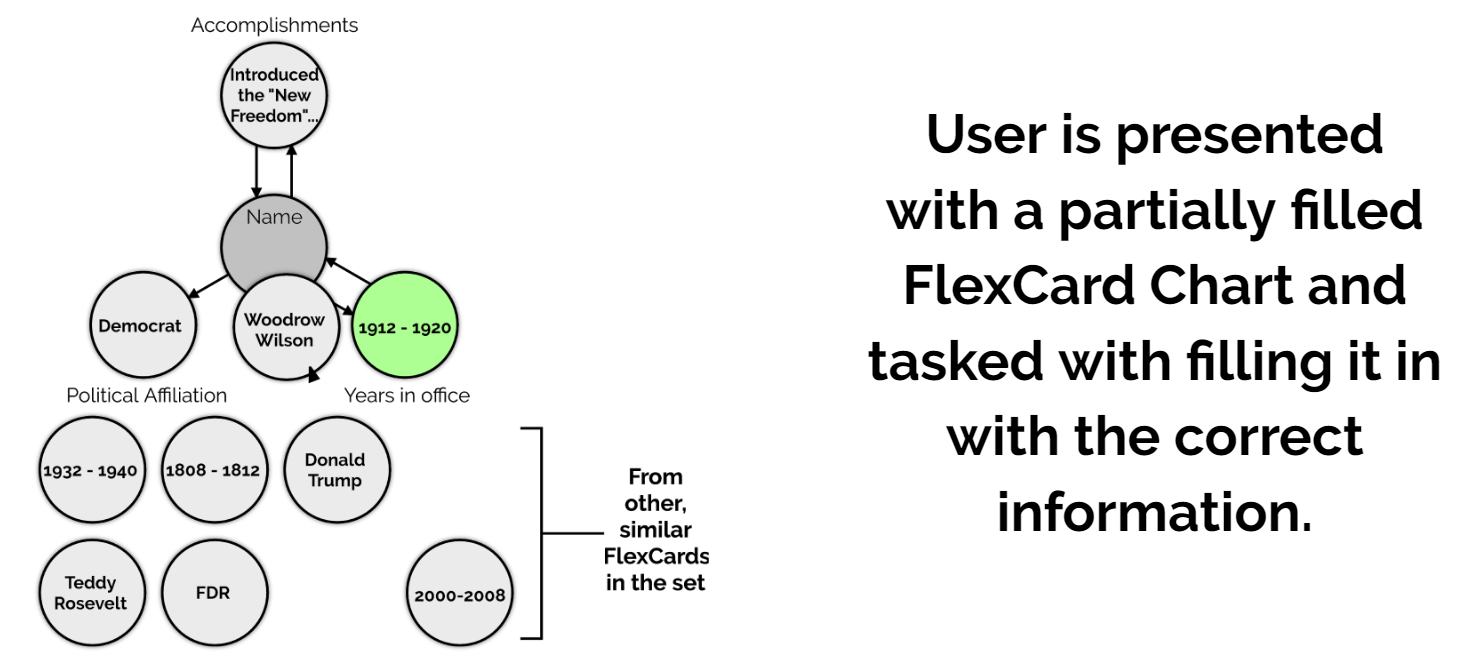 Accomplishments
Introduced
the "New
Freedom"...
Name
Democrat
Woodrow
Wilson
1912 - 1920
Political Affiliation
Years in office
1932 - 1940
1808 - 1812
Donald
Trump
Teddy
Rosevelt
FDR
2000-2008
From
other,
similar
FlexCards
in the set
User is presented
with a partially filled
FlexCard Chart and
tasked with filling it in
with the correct
information.